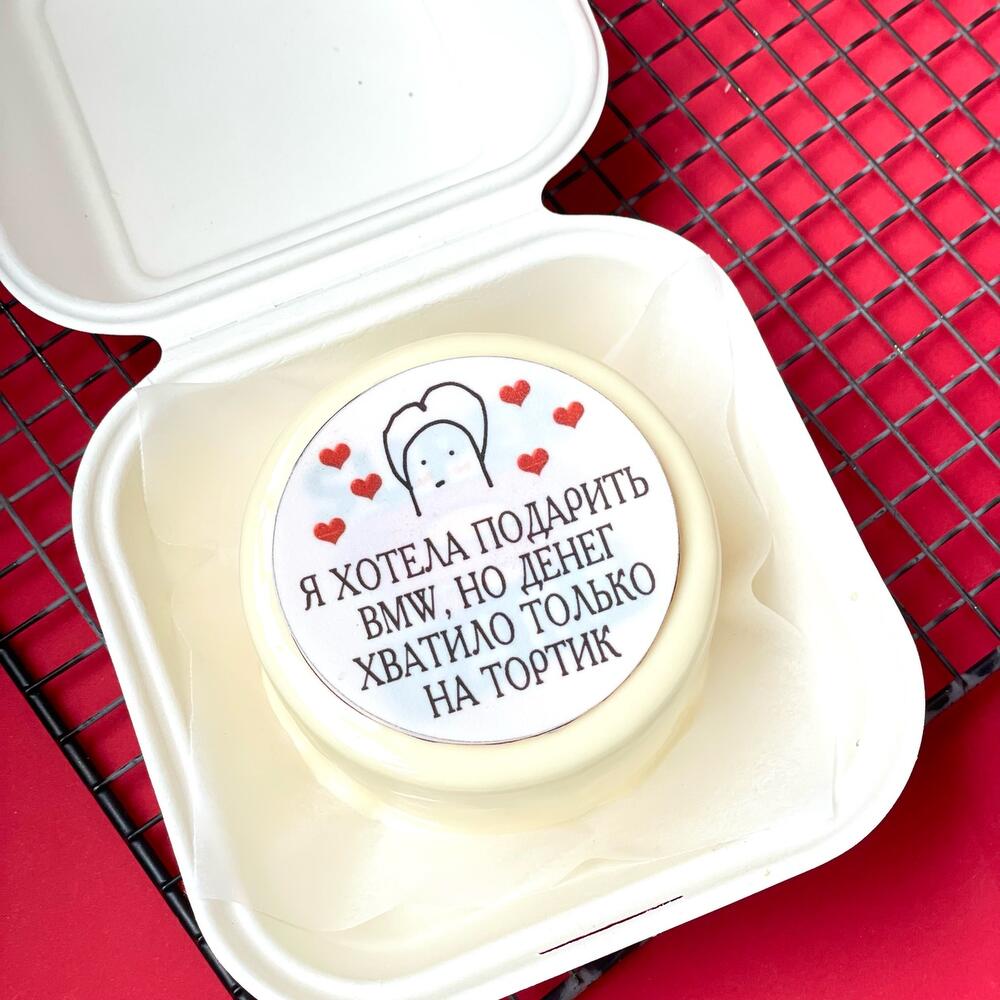 Я ХОТЕЛА ПОДАРИТЬ
BMW, НО ДЕНЕГ
ХВАТИЛО ТОЛЬКО
НА ТОРТИК